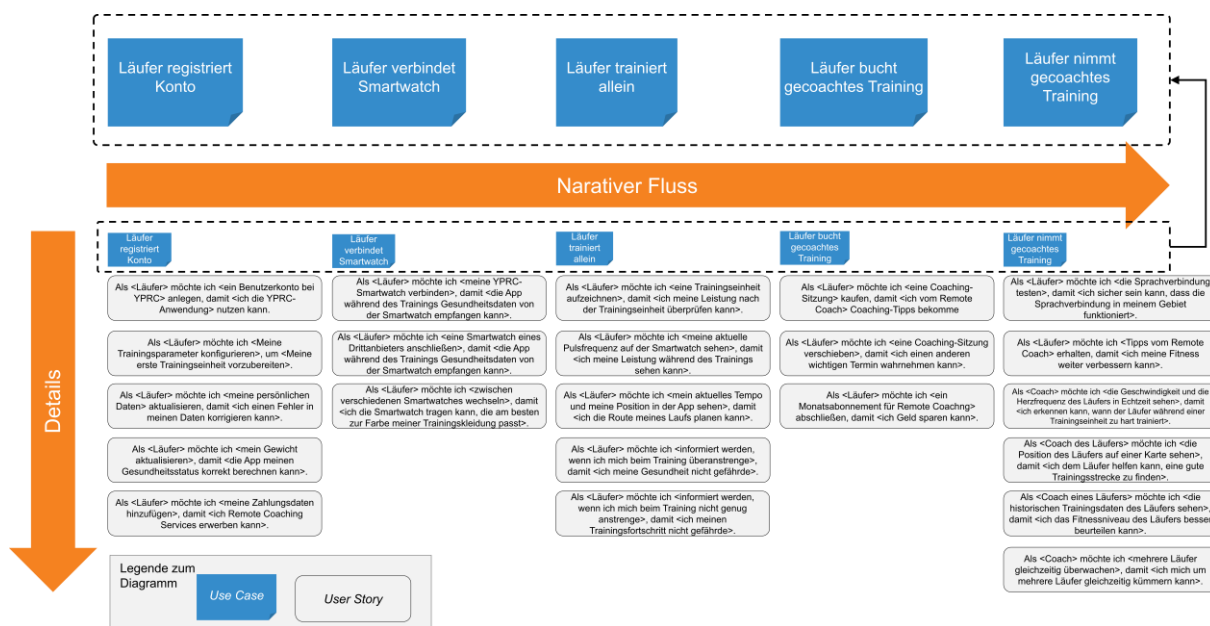 Läufer registriert
Konto
Läufer verbindet
Smartwatch
Läufer trainiert
allein
Läufer bucht
gecoachtes Training
Läufer nimmt
gecoachtes
Training
Narativer Fluss
Details
Läufer
registriert
Konto
Läufer
verbindet
Smartwatch
Läufer
trainiert
allein
Läufer bucht
gecoachtes
Training
Läufer nimmt
gecoachtes
Training
Als <Läufer> möchte ich <ein Benutzerkonto bei
YPRC> anlegen, damit <ich die YPRC-
Anwendung> nutzen kann.
Als <Läufer> möchte ich <Meine
Trainingsparameter konfigurieren>, um <Meine
erste Trainingseinheit vorzubereiten>.
Als <Läufer> möchte ich <meine persönlichen
Daten> aktualisieren, damit <ich einen Fehler in
meinen Daten korrigieren kann>.
Als <Läufer> möchte ich <mein Gewicht
aktualisieren>, damit <die App meinen
Gesundheitsstatus korrekt berechnen kann>.
Als <Läufer> möchte ich <meine Zahlungsdaten
hinzufügen>, damit <ich Remote Coaching
Services erwerben kann>.
Als <Läufer> möchte ich <meine YPRC-
Smartwatch verbinden>, damit <die App
während des Trainings Gesundheitsdaten von
der Smartwatch empfangen kann>.
Als <Läufer> möchte ich <eine Smartwatch eines
Drittanbieters anschließen>, damit <die App
während des Trainings Gesundheitsdaten von
der Smartwatch empfangen kann>
Als <Läufer> möchte ich <zwischen
verschiedenen Smartwatches wechseln>, damit
<ich die Smartwatch tragen kann, die am besten
zur Farbe meiner Trainingskleidung passt>.
Als <Läufer> möchte ich <eine Trainingseinheit
aufzeichnen>, damit <ich meine Leistung nach
der Trainingseinheit überprüfen kann>.
Als <Läufer> möchte ich <meine aktuelle
Pulsfrequenz auf der Smartwatch sehen>, damit
<ich meine Leistung während des Trainings
sehen kann>.
Als <Läufer> möchte ich <mein aktuelles Tempo
und meine Position in der App sehen>, damit
<ich die Route meines Laufs planen kann>.
Als <Läufer> möchte ich <informiert werden,
wenn ich mich beim Training überanstrenge>,
damit <ich meine Gesundheit nicht gefährde>.
Als <Läufer> möchte ich <informiert werden,
wenn ich mich beim Training nicht genug
anstrenge>, damit <ich meinen
Trainingsfortschritt nicht gefährde>.
Als <Läufer> möchte ich <eine Coaching-
Sitzung> kaufen, damit <ich vom Remote
Coach> Coaching-Tipps bekomme
Als <Läufer> möchte ich <eine Coaching-Sitzung
verschieben>, damit <ich einen anderen
wichtigen Termin wahrnehmen kann>.
Als <Läufer> möchte ich <ein
Monatsabonnement für Remote Coachng>
abschließen, damit <ich Geld sparen kann>.
Als <Läufer> möchte ich <die Sprachverbindung
testen>, damit <ich sicher sein kann, dass die
Sprachverbindung in meinem Gebiet
funktioniert>.
Als <Läufer> möchte ich <Tipps vom Remote
Coach> erhalten, damit <ich meine Fitness
weiter verbessern kann>.
Als <Coach> möchte ich <die Geschwindigkeit und die
Herzfrequenz des Läufers in Echtzeit sehen>, damit
<ich erkennen kann, wann der Läufer während einer
Trainingseinheit zu hart trainiert>.
Als <Coach des Läufers> möchte ich <die
Position des Läufers auf einer Karte sehen>,
damit <ich dem Läufer helfen kann, eine gute
Trainingsstrecke zu finden>.
Als <Coach eines Läufers> möchte ich <die
historischen Trainingsdaten des Läufers sehen>,
damit <ich das Fitnessniveau des Läufers besser
beurteilen kann>.
Als <Coach> möchte ich <mehrere Läufer
gleichzeitig überwachen>, damit <ich mich um
mehrere Läufer gleichzeitig kümmern kann>.
Legende zum
Diagramm
Use Case
User Story